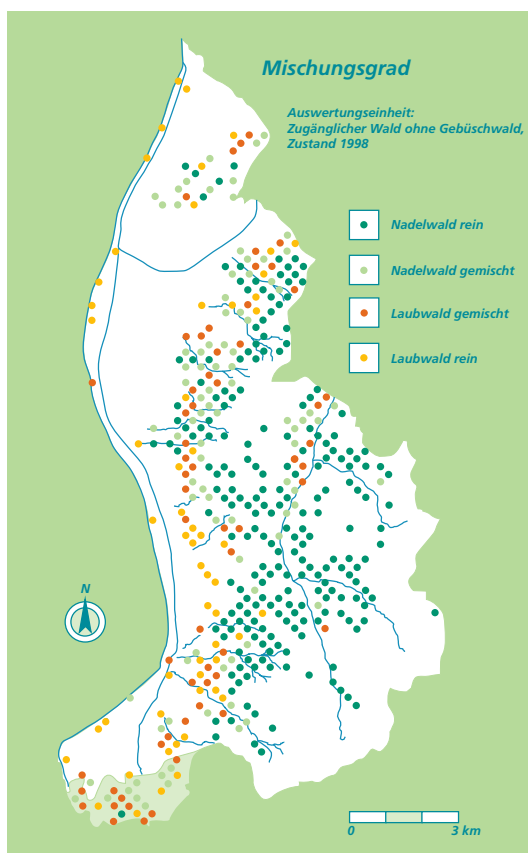 Mischungsgrad
Auswertungseinheit:
Zugänglicher Wald ohne Gebüschwald,
Zustand 1998
Nadelwald rein
Nadelwald gemischt
Laubwald gemischt
Laubwald rein
N
0 3 km